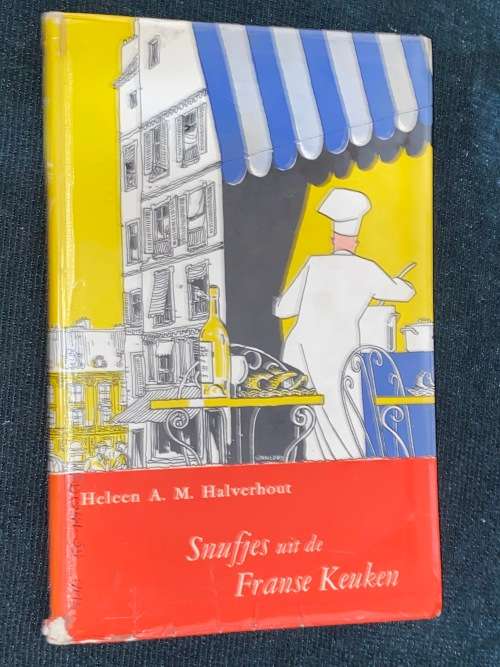 Heleen A. M. Halverhout
Snufjes uit de
Franse Keuken